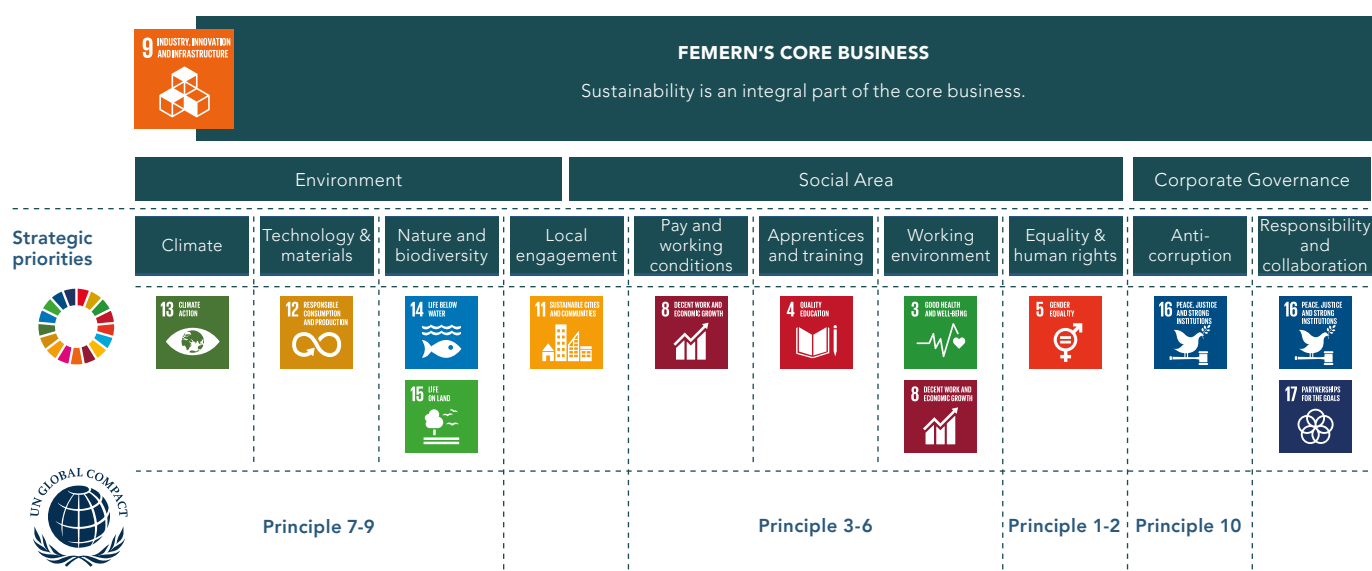 9 INDUSTRY, INNOVATION
AND INFRASTRUCTURE
FEMERN'S CORE BUSINESS
Sustainability is an integral part of the core business.
Environment
Social Area
Corporate Governance
Strategic
priorities
Climate
Technology &
materials
Nature and
biodiversity
Local
engagement
Pay and
working
conditions
Apprentices
and training
Working
environment
Equality &
human rights
Anti-
corruption
Responsibility
and
collaboration
13 CLIMATE
ACTION
12 RESPONSIBLE
CONSUMPTION
AND PRODUCTION
14 LIFE BELOW
WATER
11 SUSTAINABLE CITIES
AND COMMUNITIES
8 DECENT WORK AND
ECONOMIC GROWTH
4 QUALITY
EDUCATION
3 GOOD HEALTH
AND WELL-BEING
5 GENDER
EQUALITY
16 PEACE, JUSTICE
AND STRONG
INSTITUTIONS
16 PEACE, JUSTICE
AND STRONG
INSTITUTIONS
15 LIFE
ON LAND
8 DECENT WORK AND
ECONOMIC GROWTH
17 PARTNERSHIPS
FOR THE GOALS
UN GLOBAL COMPACT
Principle 7-9
Principle 3-6
Principle 1-2
Principle 10